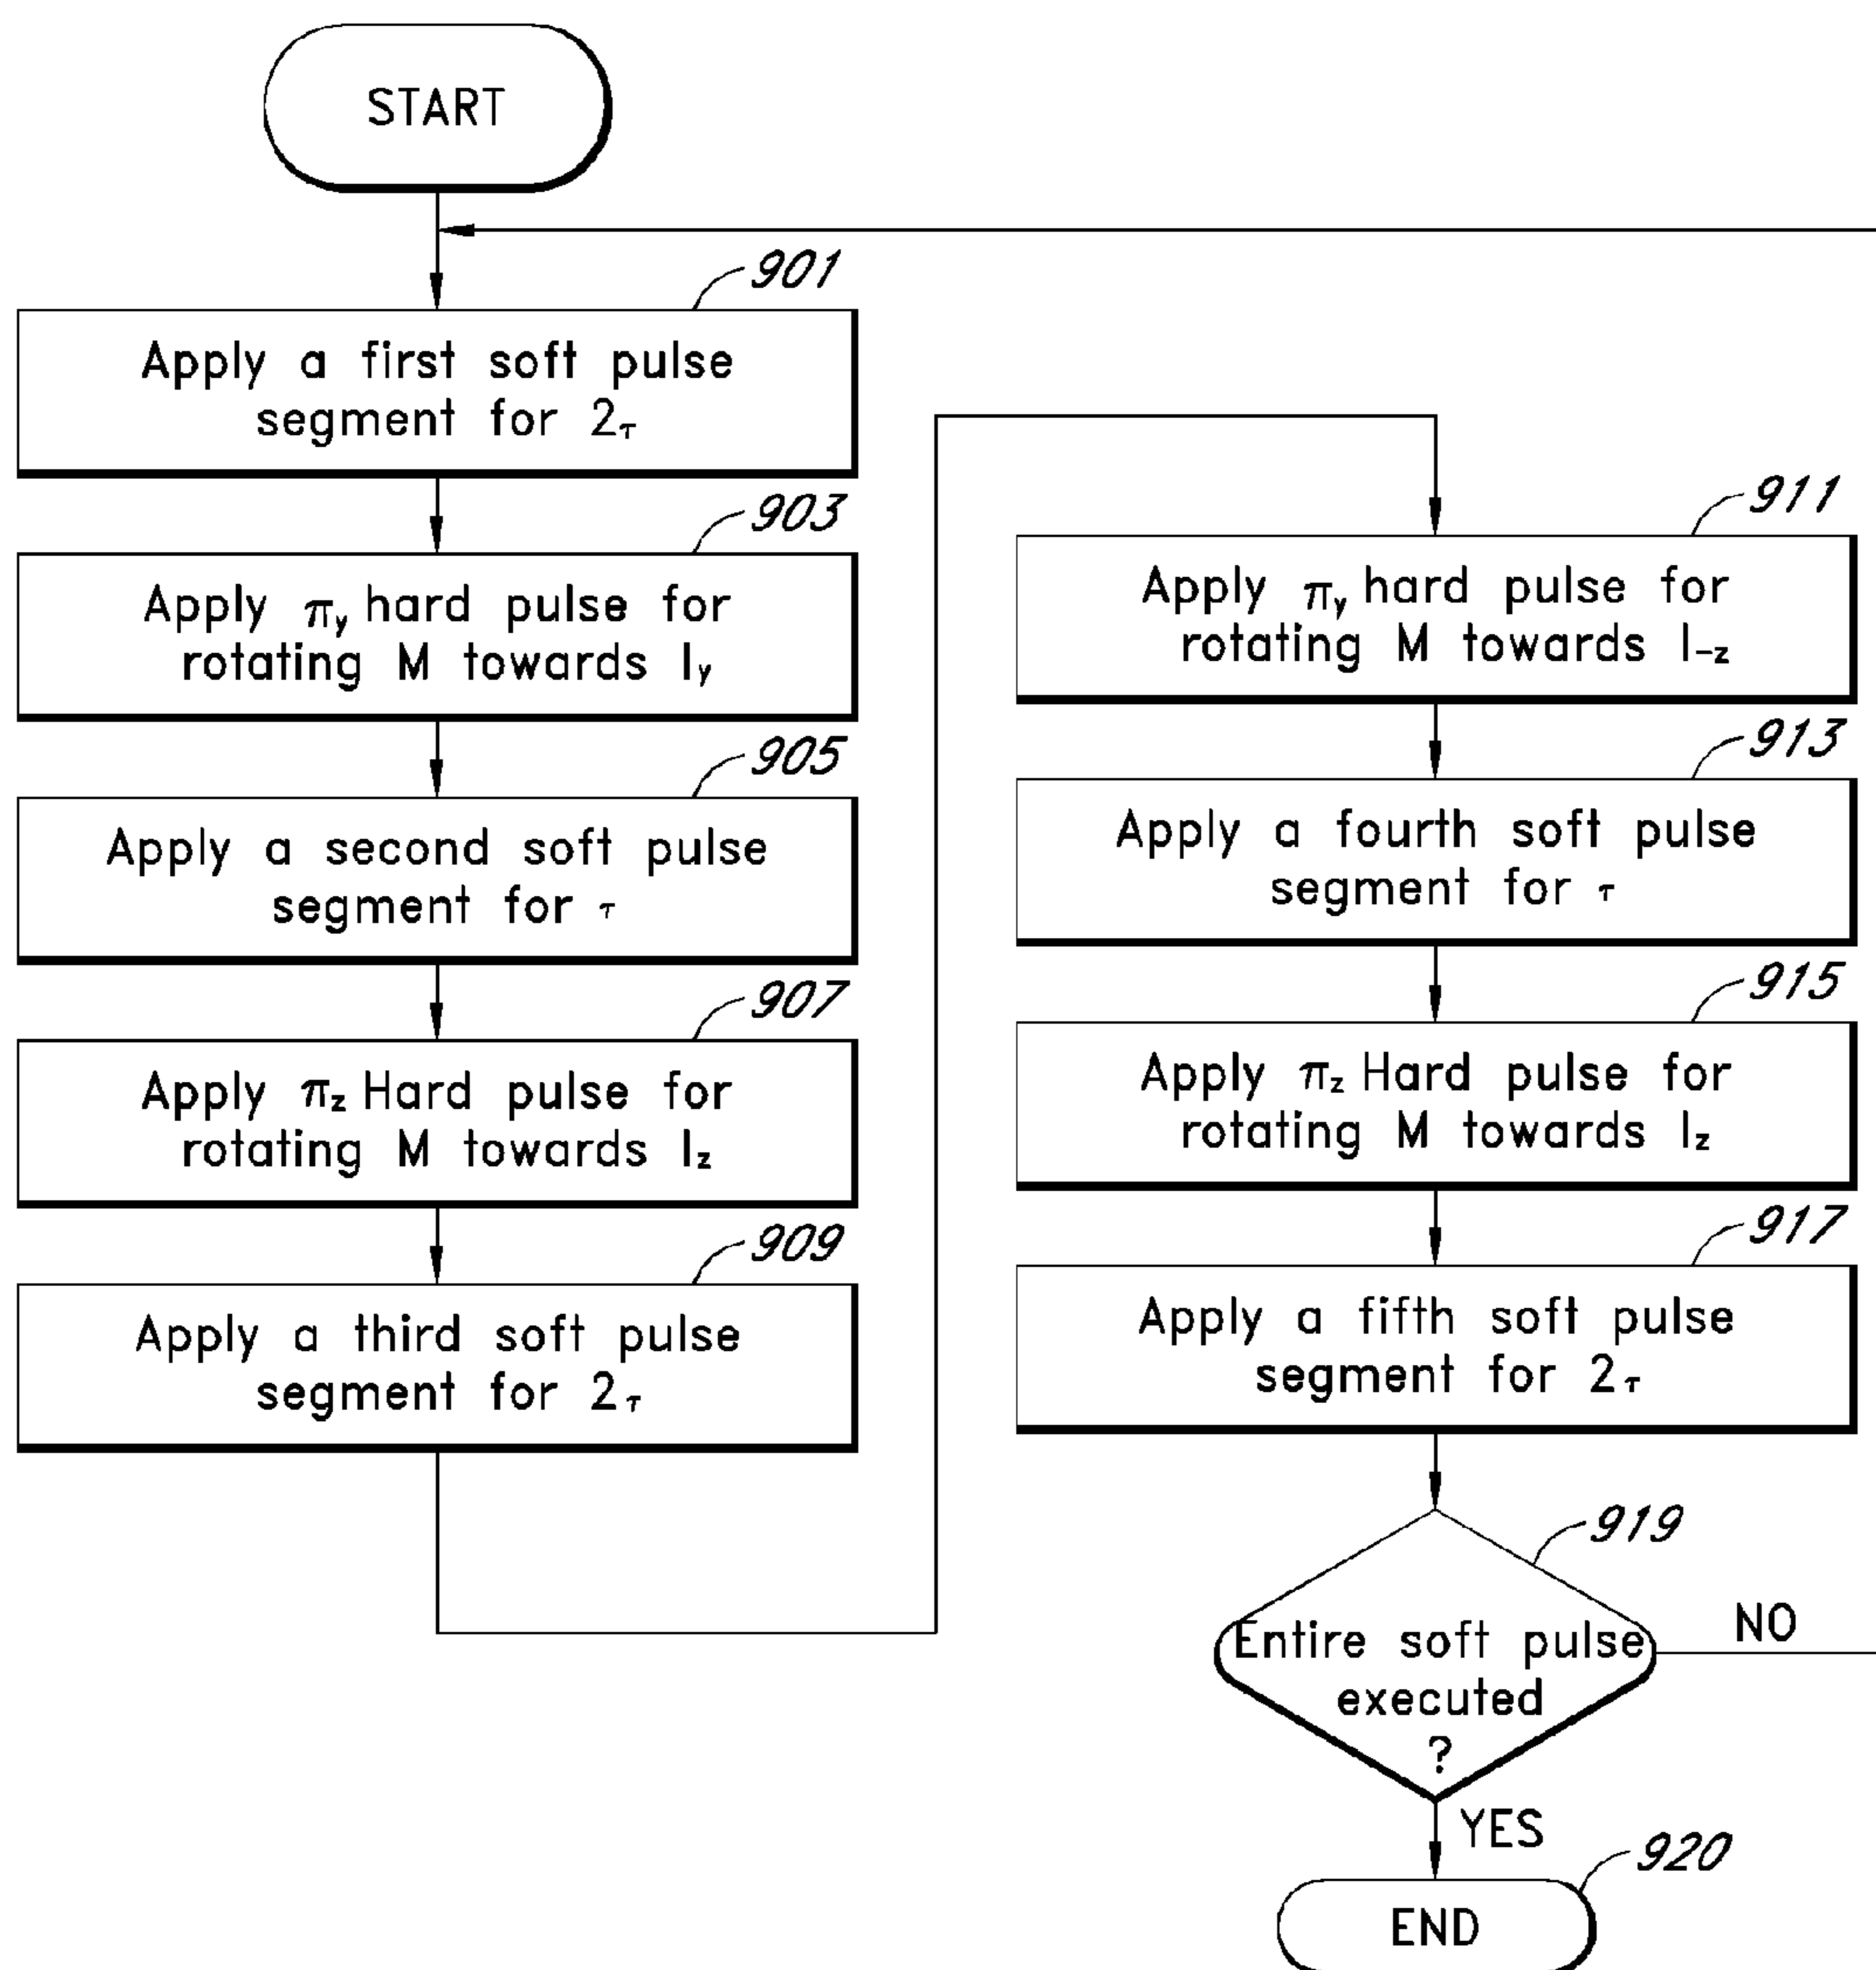 START
901
Apply a first soft pulse
segment for 2τ
903
Apply πy hard pulse for
rotating M towards Iy
905
Apply a second soft pulse
segment for τ
907
Apply πz Hard pulse for
rotating M towards Iz
909
Apply a third soft pulse
segment for 2τ
911
Apply πy hard pulse for
rotating M towards I-z
913
Apply a fourth soft pulse
segment for τ
915
Apply πz Hard pulse for
rotating M towards Iz
917
Apply a fifth soft pulse
segment for 2τ
919
Entire soft pulse
executed
?
NO
YES
920
END